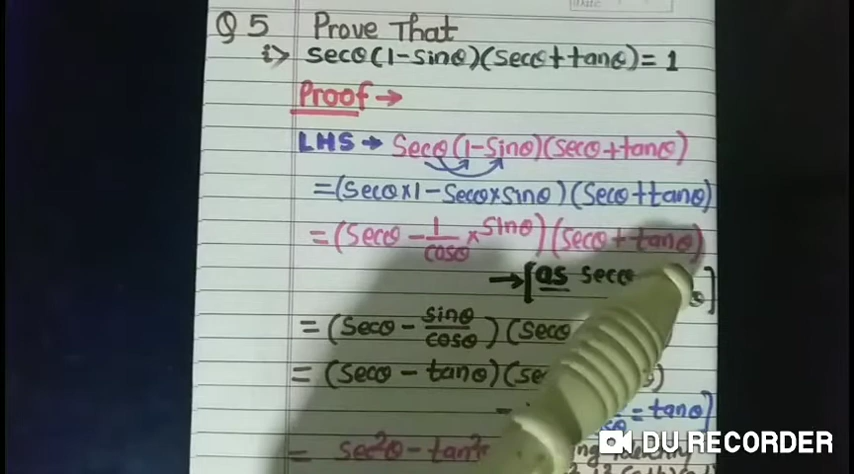 Q 5 Prove That
i> secθ(1-sinθ)(secθ+tanθ)=1
Proof →
LHS → Secθ(1-Sinθ)(secθ+tanθ)
=(Secθ×1-Secθ×sinθ)(Secθ+tanθ)
=(Secθ-1/cosθ×sinθ)(secθ+tanθ)
→[as secθ θ]
=(Secθ-sinθ/cosθ)(secθ
=(Secθ-tanθ)(se θ)
=tanθ]
DU RECORDER
= sec²θ-tan²